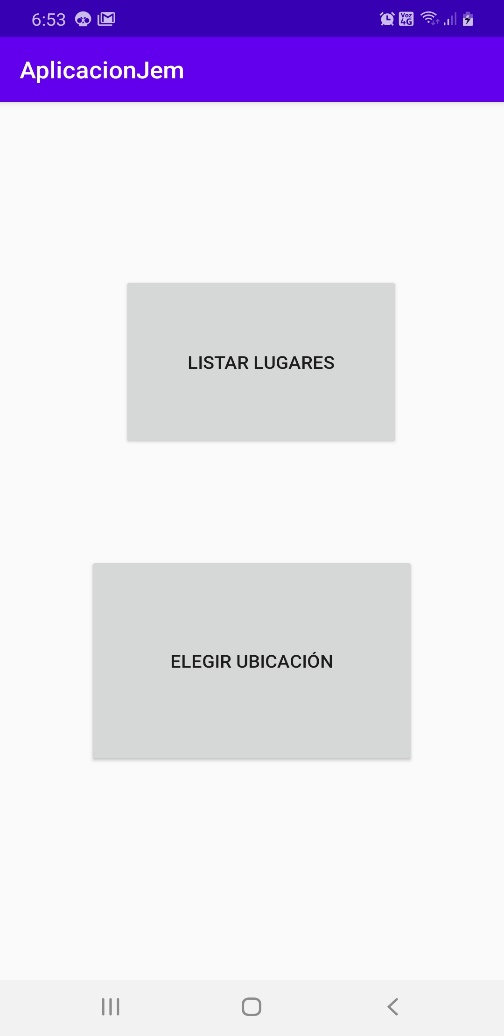 6:53
AplicacionJem
LISTAR LUGARES
ELEGIR UBICACIÓN